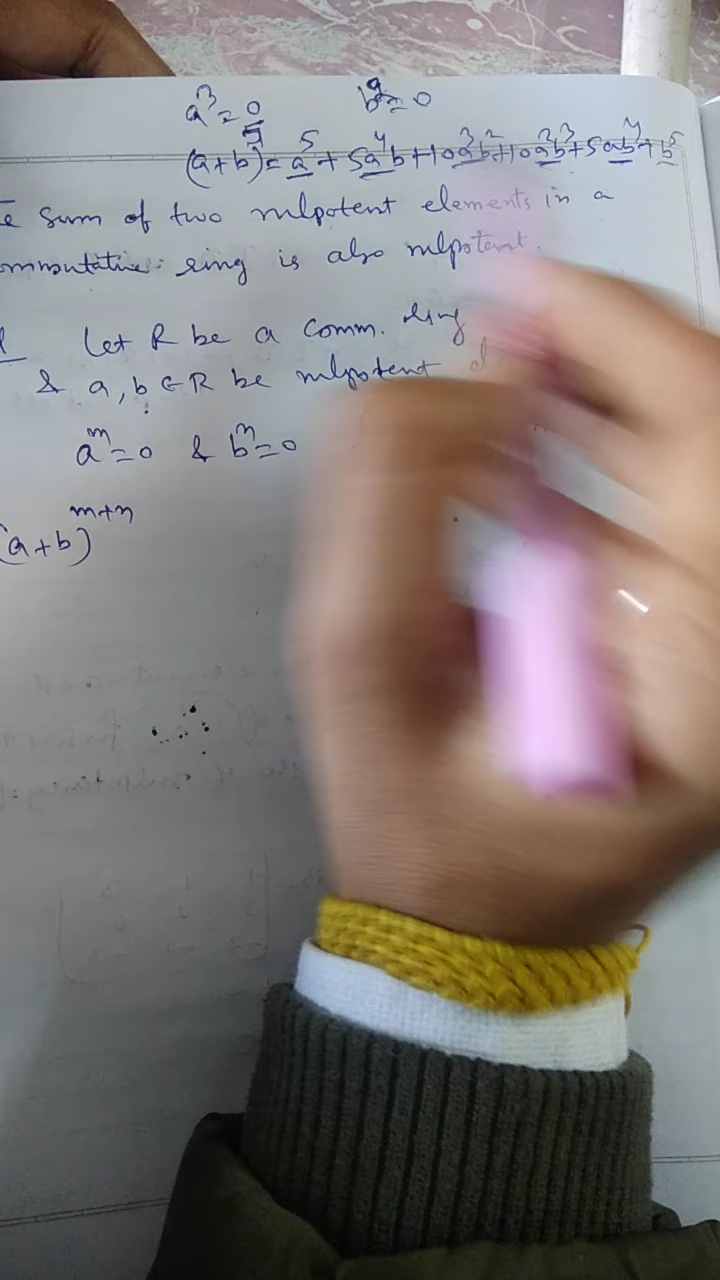 a³ = 0 b² = 0
(a+b)⁵ = a⁵ + 5a⁴b + 10a³b² + 10a²b³ + 5ab⁴ + b⁵
sum of two nilpotent elements in a
ommutative ring is also nilpotent.
Let R be a comm. ring
& a, b ∈ R be nilpotent
aᵐ = 0 & bⁿ = 0
(a+b)ᵐ⁺ⁿ